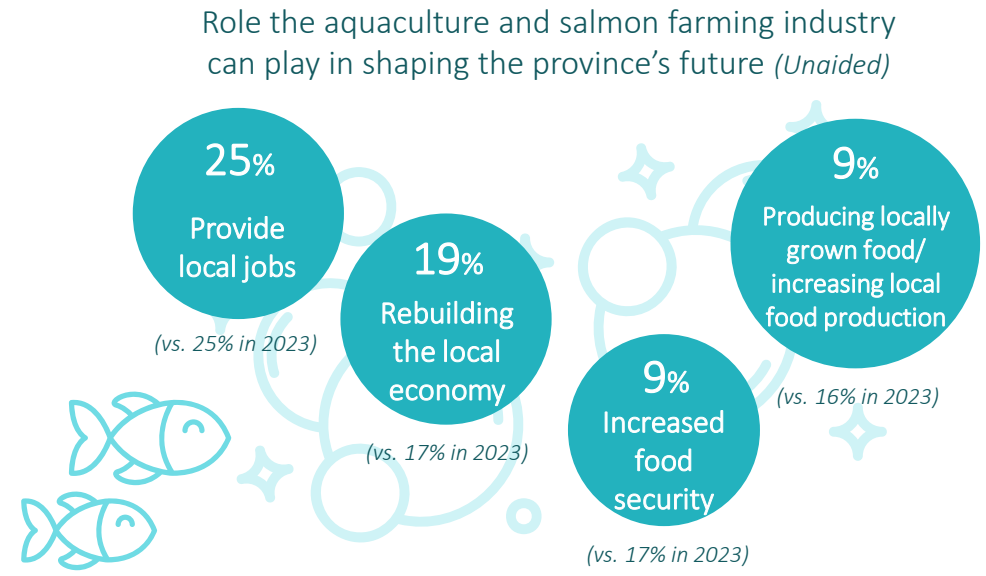 Role the aquaculture and salmon farming industry
can play in shaping the province’s future (Unaided)
25%
Provide
local jobs
(vs. 25% in 2023)
19%
Rebuilding
the local
economy
(vs. 17% in 2023)
9%
Increased
food
security
(vs. 17% in 2023)
9%
Producing locally
grown food/
increasing local
food production
(vs. 16% in 2023)